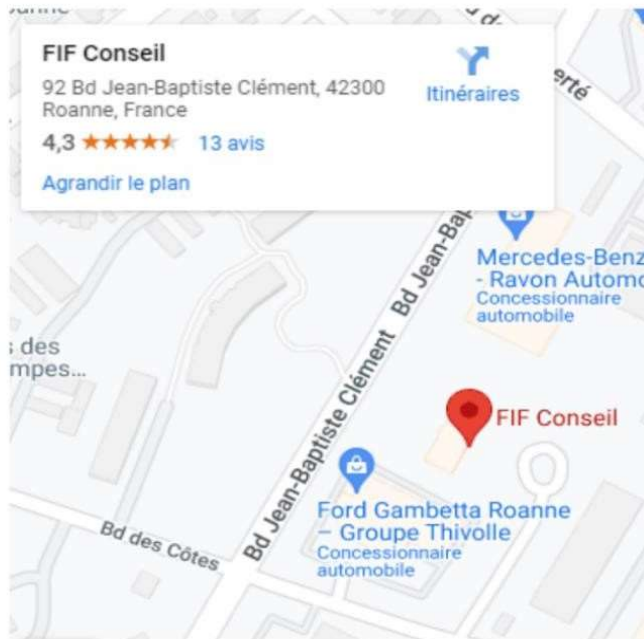 FIF Conseil
92 Bd Jean-Baptiste Clément, 42300
Roanne, France
4,3
13 avis
Agrandir le plan
Itinéraires
erté
Bd Jean-Bap
Mercedes-Benz
- Ravon Automo
Concessionnaire
automobile
s des
mpes...
Bd Jean-Baptiste Clément
FIF Conseil
Ford Gambetta Roanne
– Groupe Thivolle
Concessionnaire
automobile
Bd des Côtes